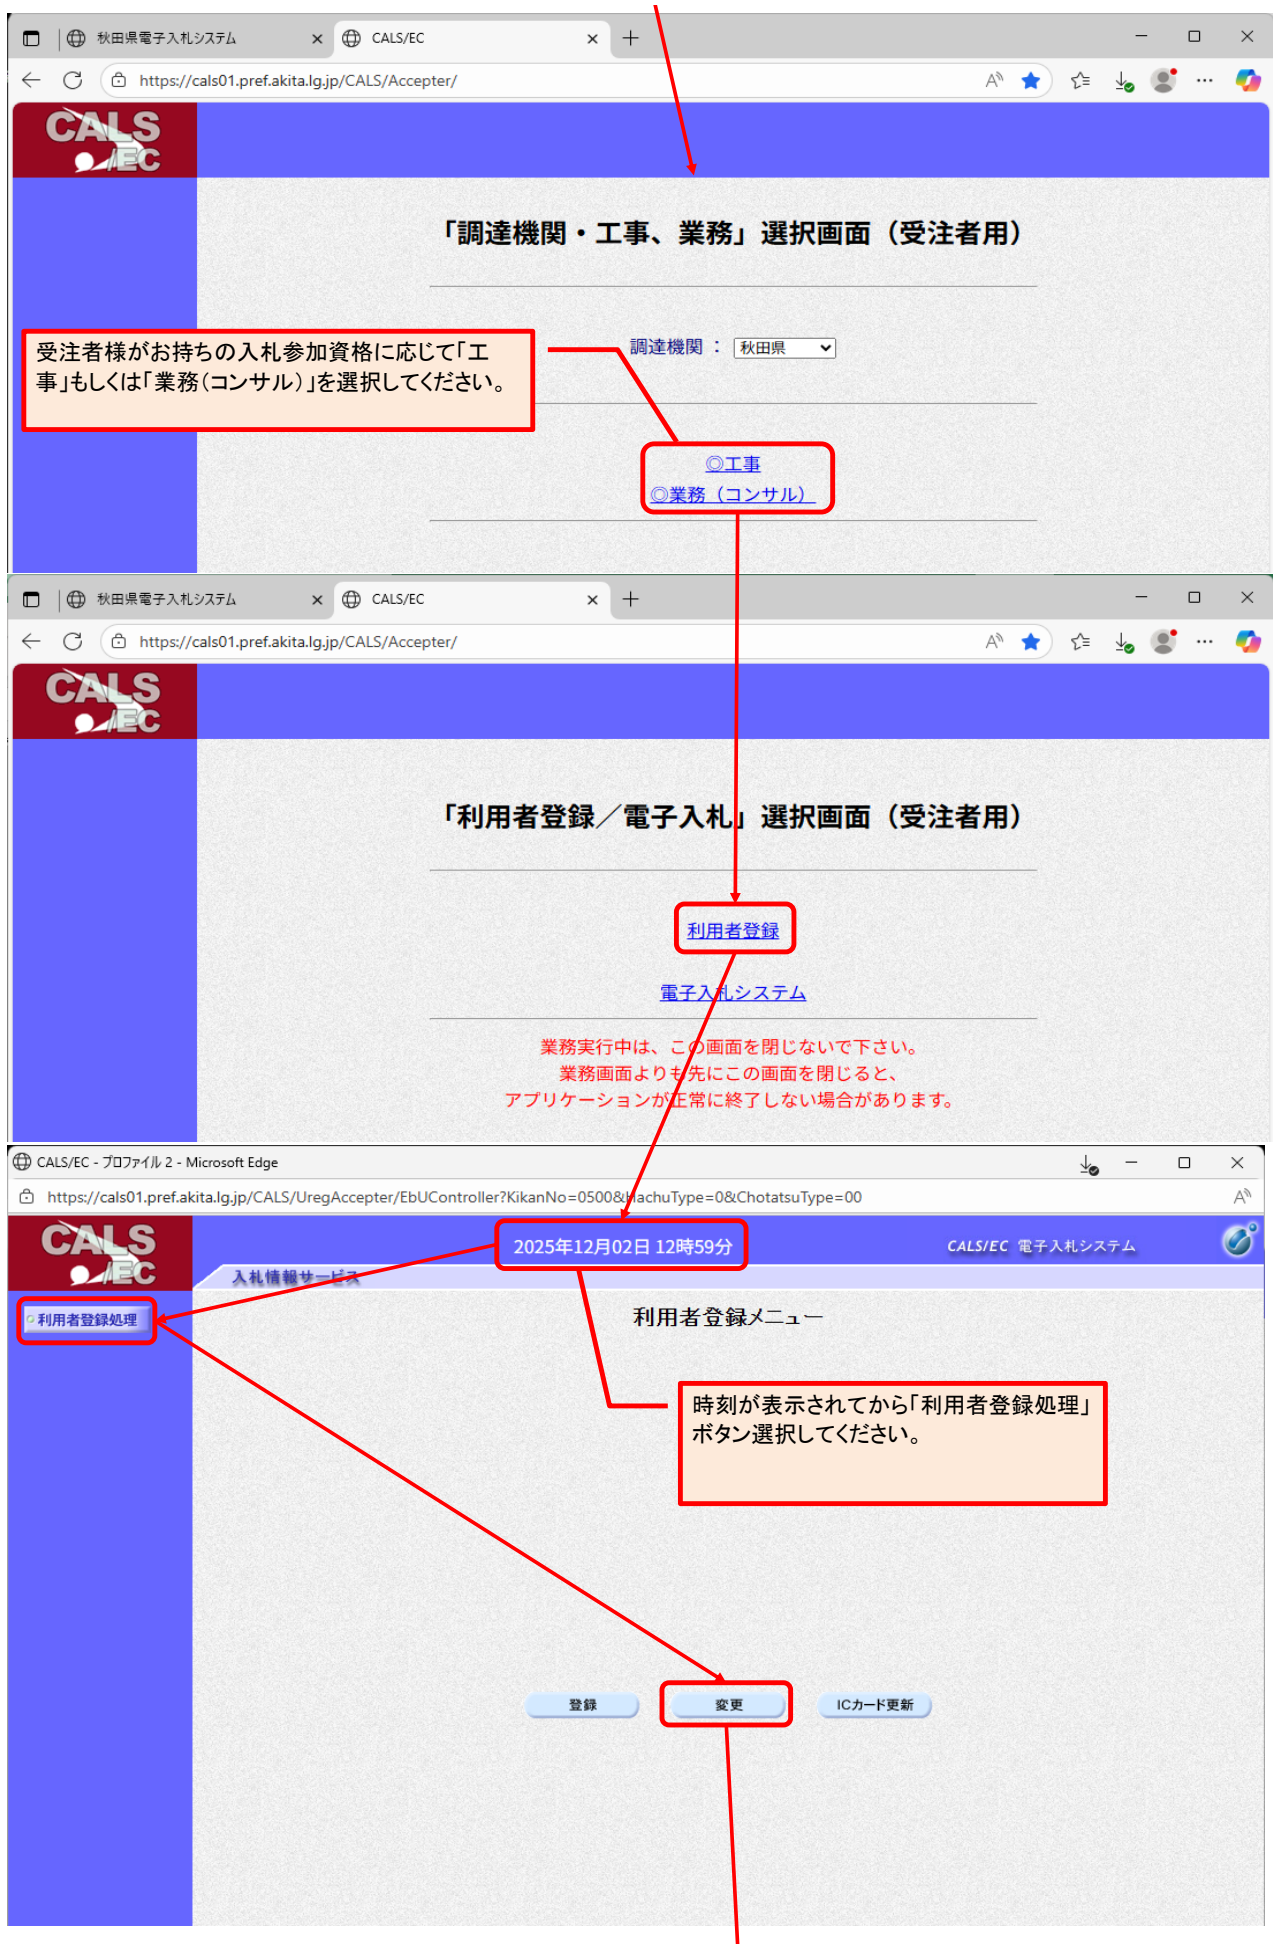 秋田県電子入札システム
CALS/EC
https://cals01.pref.akita.lg.jp/CALS/Accepter/
CALS
/EC
「調達機関・工事、業務」選択画面（受注者用）
調達機関 ： 秋田県
受注者様がお持ちの入札参加資格に応じて「工
事」もしくは「業務（コンサル）」を選択してください。
◎工事
◎業務（コンサル）
秋田県電子入札システム
CALS/EC
https://cals01.pref.akita.lg.jp/CALS/Accepter/
CALS
/EC
「利用者登録／電子入札」選択画面（受注者用）
利用者登録
電子入札システム
業務実行中は、この画面を閉じないで下さい。
業務画面よりも先にこの画面を閉じると、
アプリケーションが正常に終了しない場合があります。
CALS/EC - プロファイル 2 - Microsoft Edge
https://cals01.pref.akita.lg.jp/CALS/UregAccepter/EbUController?KikanNo=0500&HachuType=0&ChotatsuType=00
CALS
/EC
2025年12月02日 12時59分
CALS/EC 電子入札システム
入札情報サービス
利用者登録処理
利用者登録メニュー
時刻が表示されてから「利用者登録処理」
ボタン選択してください。
登録
変更
ICカード更新